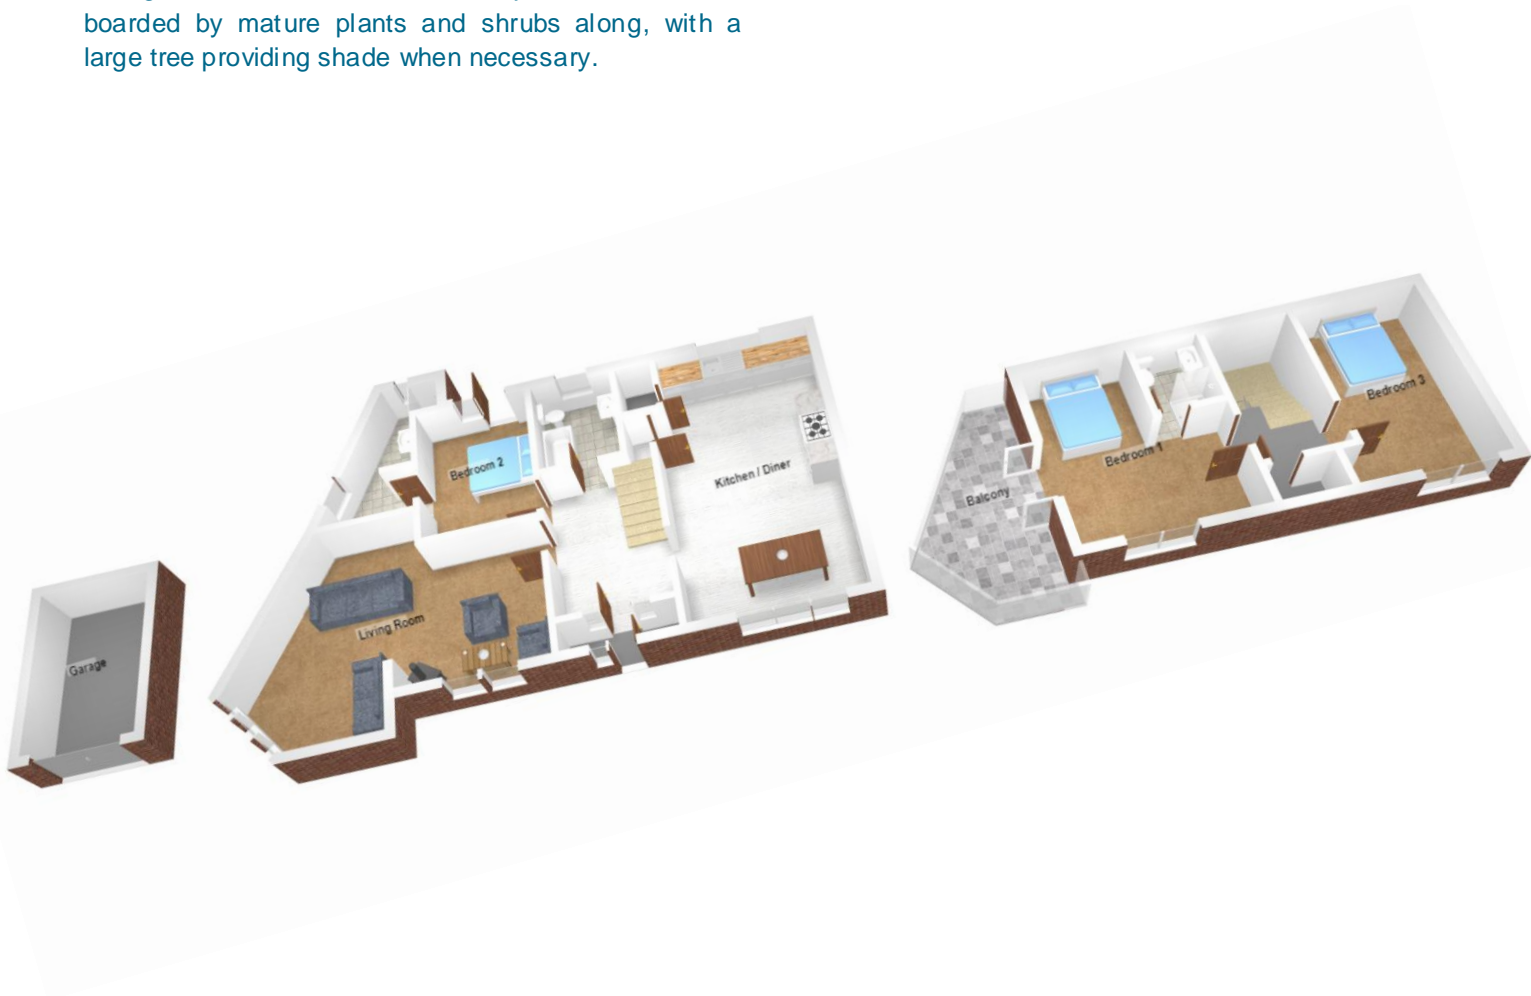 boarded by mature plants and shrubs along, with a
large tree providing shade when necessary.
Bedroom 3
Bedroom 1
Bedroom 2
Kitchen / Diner
Balcony
Living Room
Garage